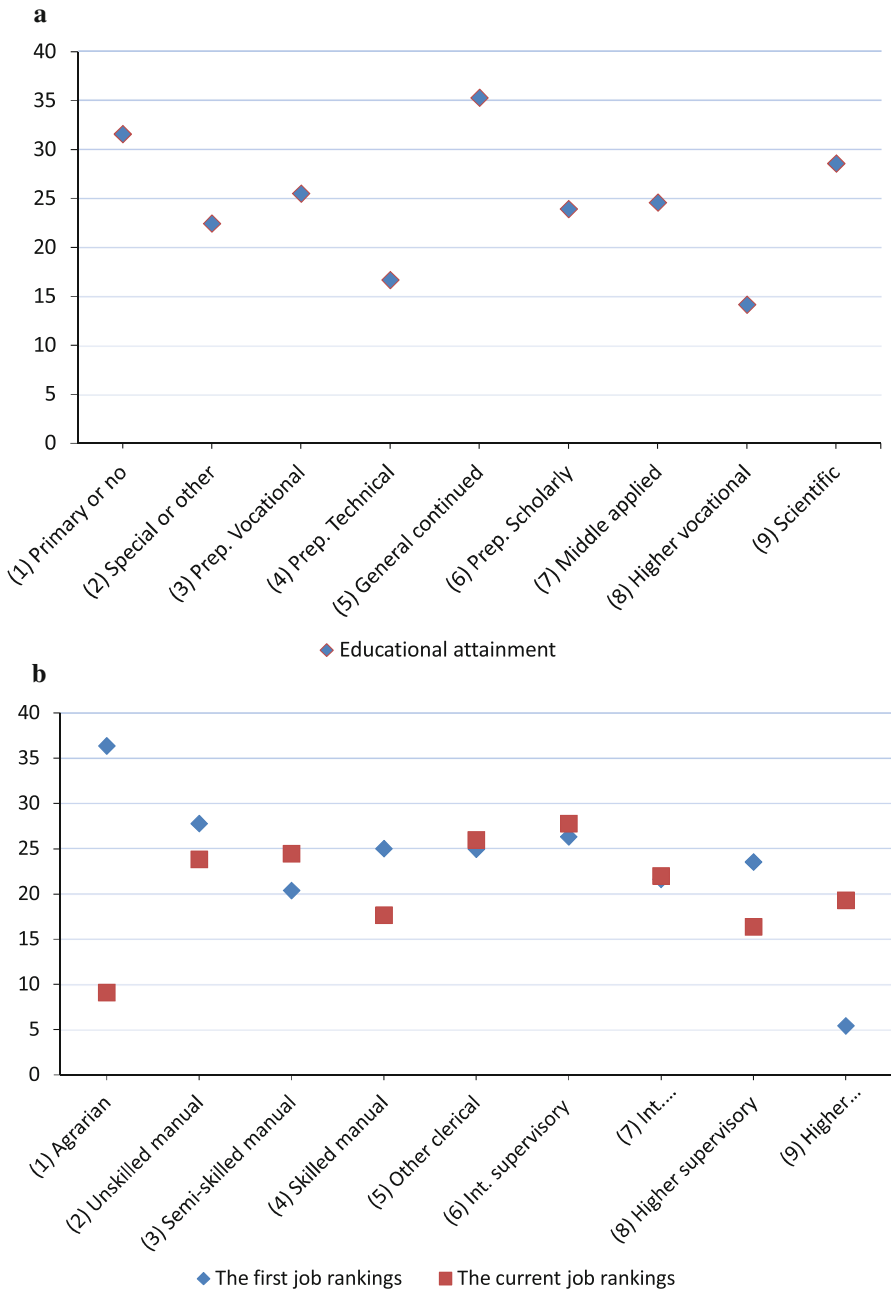 a
40
35
30
25
20
15
10
5
0
(1) Primary or no
(2) Special or other
(3) Prep. Vocational
(4) Prep. Technical
(5) General continued
(6) Prep. Scholarly
(7) Middle applied
(8) Higher vocational
(9) Scientific
Educational attainment
b
40
35
30
25
20
15
10
5
0
(1) Agrarian
(2) Unskilled manual
(3) Semi-skilled manual
(4) Skilled manual
(5) Other clerical
(6) Int. supervisory
(7) Int....
(8) Higher supervisory
(9) Higher...
The first job rankings
The current job rankings